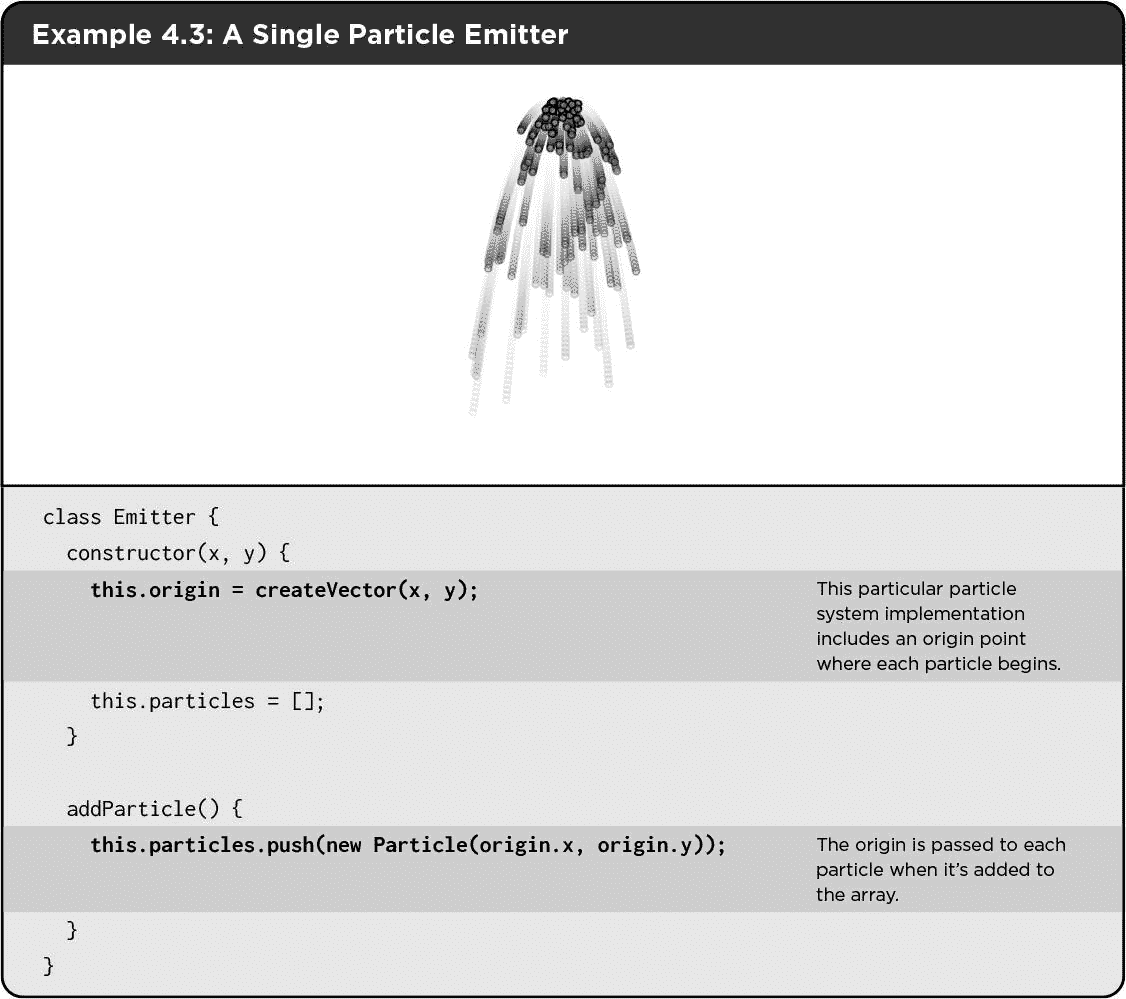 Example 4.3: A Single Particle Emitter
class Emitter {
constructor(x, y) {
this.origin = createVector(x, y);
This particular particle
system implementation
includes an origin point
where each particle begins.
this.particles = [];
}
addParticle() {
this.particles.push(new Particle(origin.x, origin.y));
The origin is passed to each
particle when it’s added to
the array.
}
}